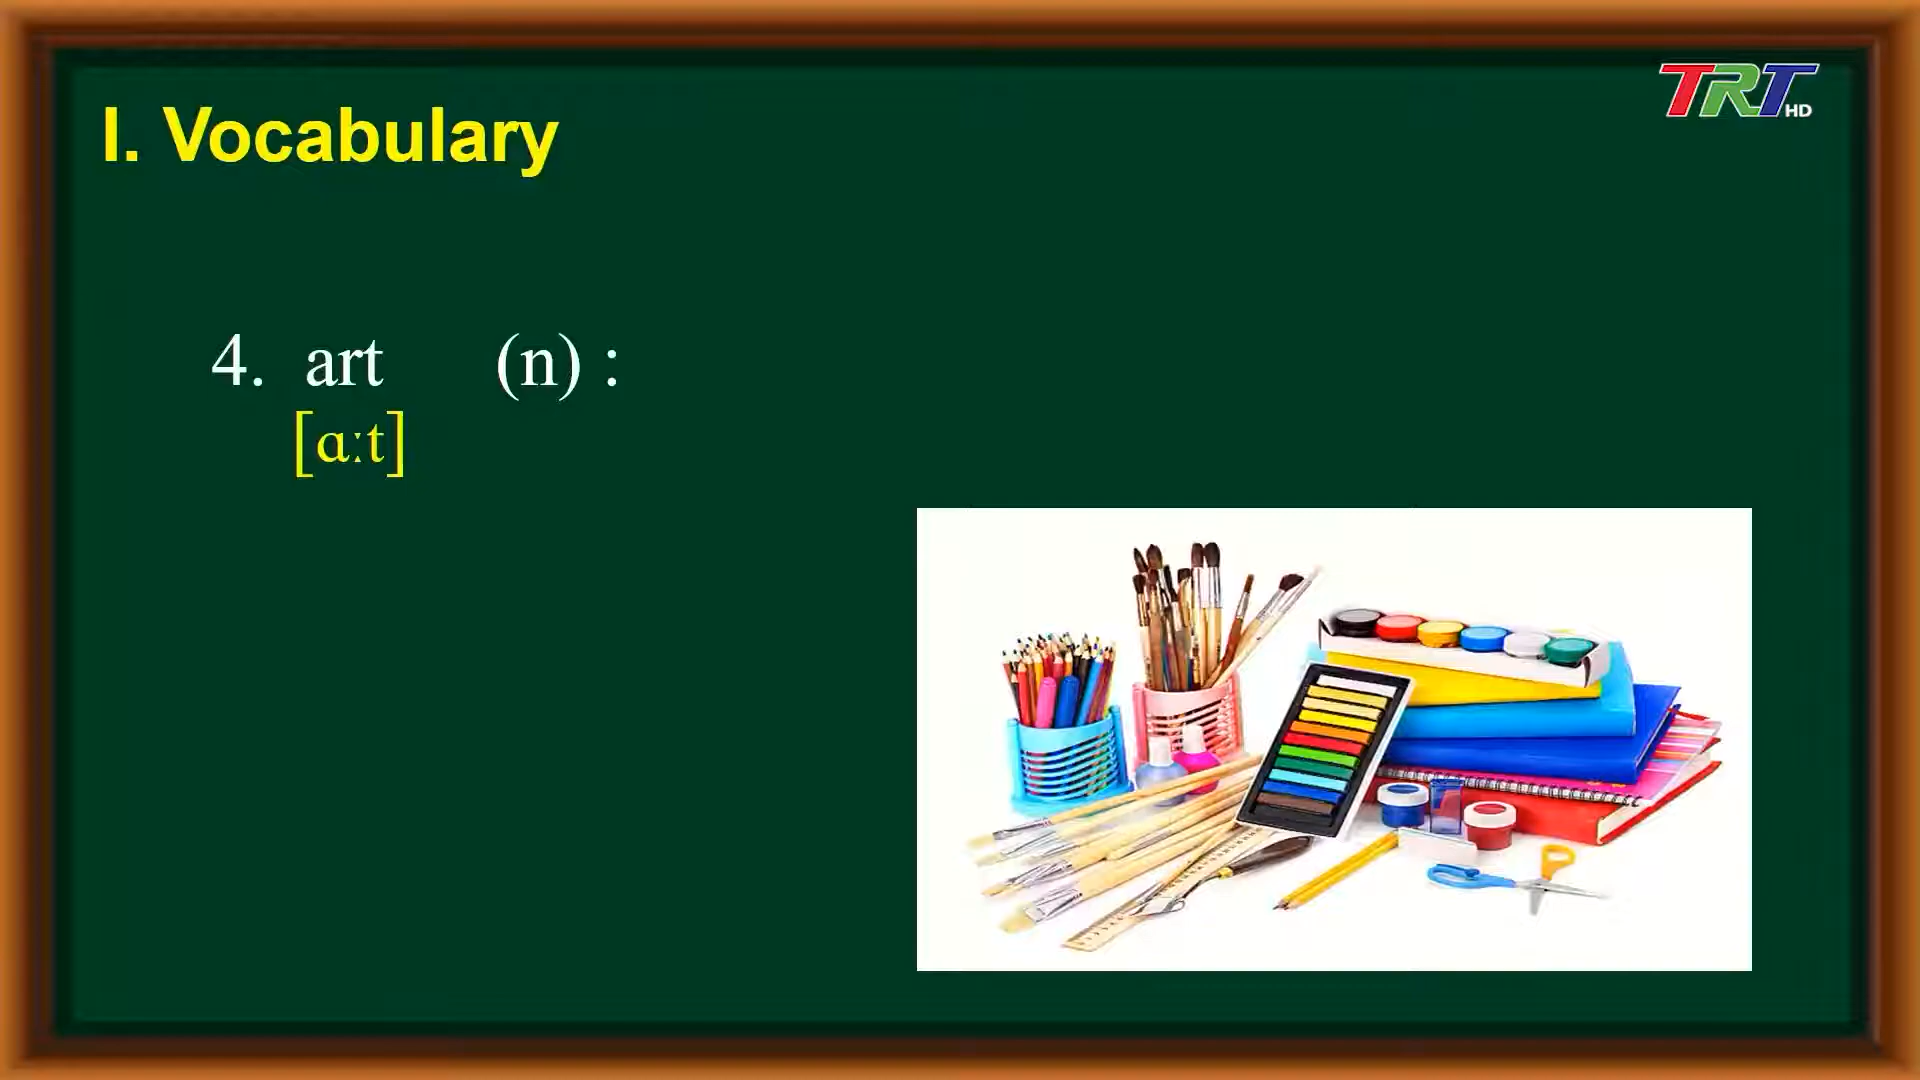 TRT HD
I. Vocabulary
4. art (n) :
[ɑːt]